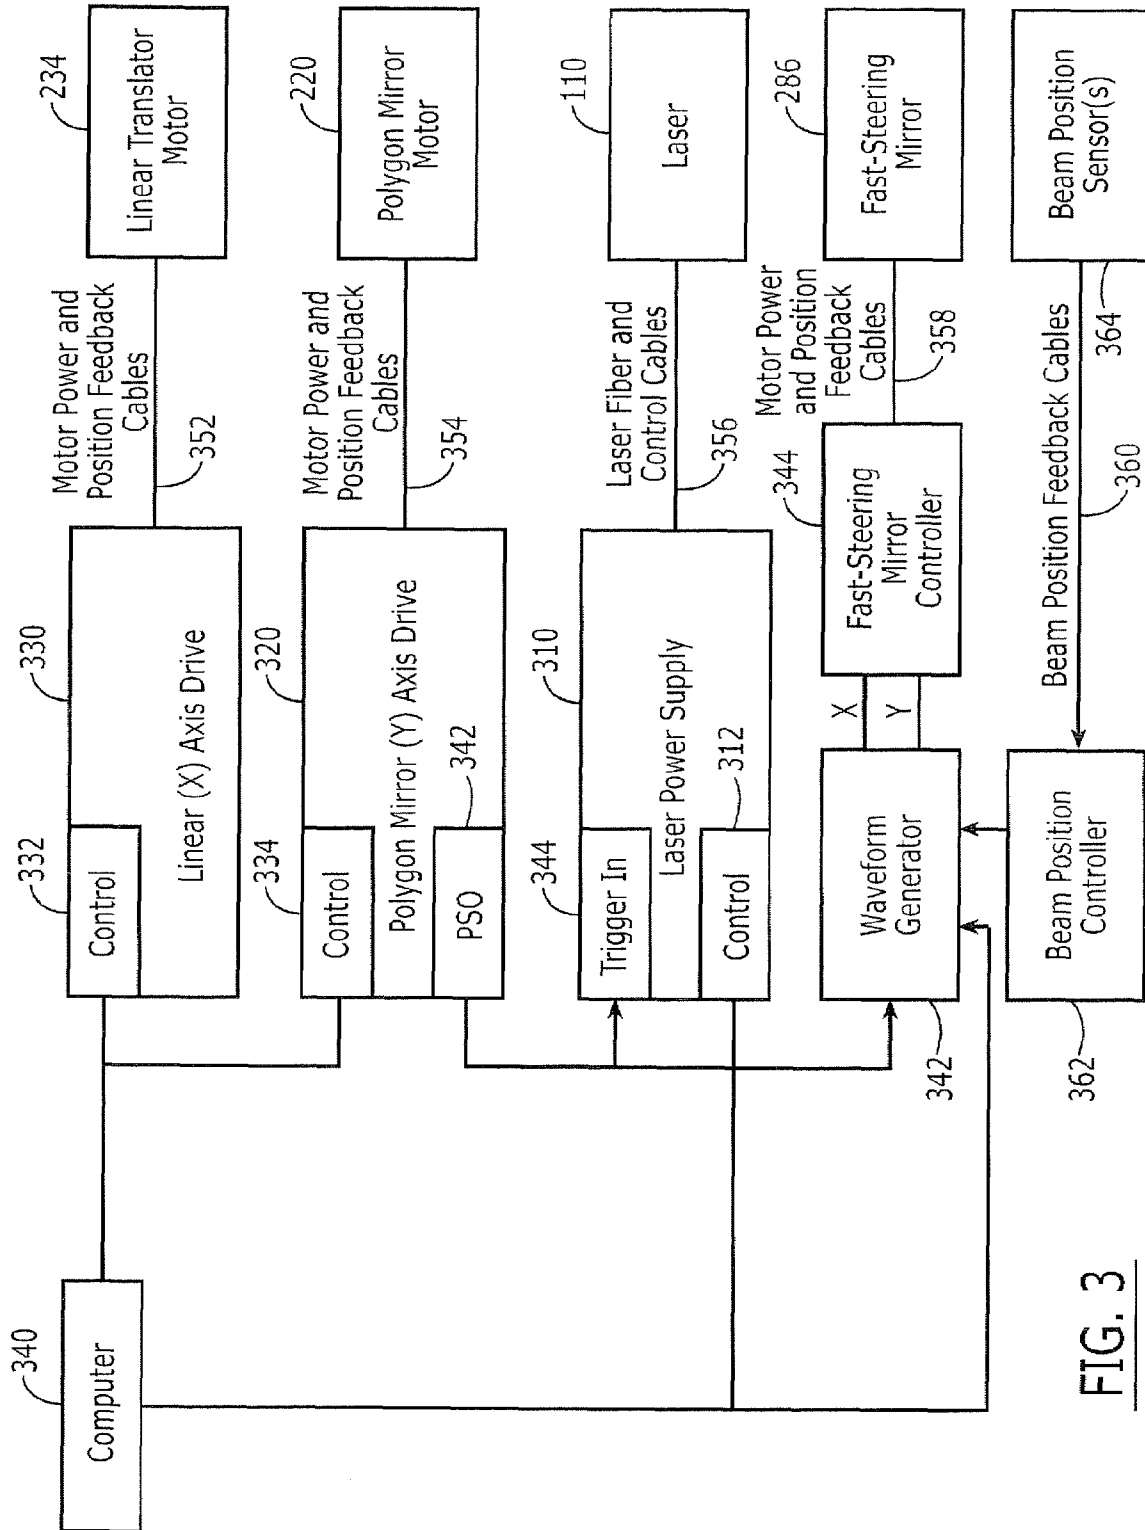 340
Computer
332
Control
330
Linear (X) Axis Drive
Motor Power and
Position Feedback
Cables
352
234
Linear Translator
Motor
334
Control
320
Polygon Mirror (Y) Axis Drive
PSO
342
Motor Power and
Position Feedback
Cables
354
220
Polygon Mirror
Motor
344
Trigger In
310
Laser Power Supply
Control
312
Laser Fiber and
Control Cables
356
110
Laser
Waveform
Generator
342
X
Y
344
Fast-Steering
Mirror
Controller
Motor Power
and Position
Feedback
Cables
358
286
Fast-Steering
Mirror
Beam Position
Controller
362
Beam Position Feedback Cables
360
Beam Position
Sensor(s)
364
FIG. 3